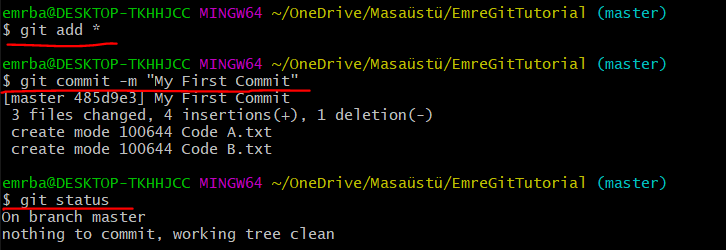 emrba@DESKTOP-TKHHJCC MINGW64 ~/OneDrive/Masaüstü/EmreGitTutorial (master)
$ git add *
emrba@DESKTOP-TKHHJCC MINGW64 ~/OneDrive/Masaüstü/EmreGitTutorial (master)
$ git commit -m "My First Commit"
[master 485d9e3] My First Commit
 3 files changed, 4 insertions(+), 1 deletion(-)
 create mode 100644 Code A.txt
 create mode 100644 Code B.txt
emrba@DESKTOP-TKHHJCC MINGW64 ~/OneDrive/Masaüstü/EmreGitTutorial (master)
$ git status
On branch master
nothing to commit, working tree clean